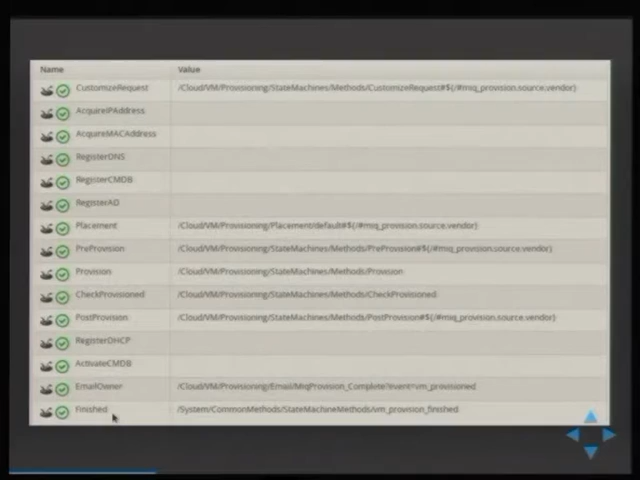 Name Value
CustomizeRequest /Cloud/VM/Provisioning/StateMachines/Methods/CustomizeRequest#${/#miq_provision.source.vendor}
AcquireIPAddress
AcquireMACAddress
RegisterDNS
RegisterCMDB
RegisterAD
Placement /Cloud/VM/Provisioning/Placement/default#${/#miq_provision.source.vendor}
PreProvision /Cloud/VM/Provisioning/StateMachines/Methods/PreProvision#${/#miq_provision.source.vendor}
Provision /Cloud/VM/Provisioning/StateMachines/Methods/Provision
CheckProvisioned /Cloud/VM/Provisioning/StateMachines/Methods/CheckProvisioned
PostProvision /Cloud/VM/Provisioning/StateMachines/Methods/PostProvision#${/#miq_provision.source.vendor}
RegisterDHCP
ActivateCMDB
EmailOwner /Cloud/VM/Provisioning/Email/MiqProvision_Complete?event=vm_provisioned
Finished /System/CommonMethods/StateMachineMethods/vm_provision_finished